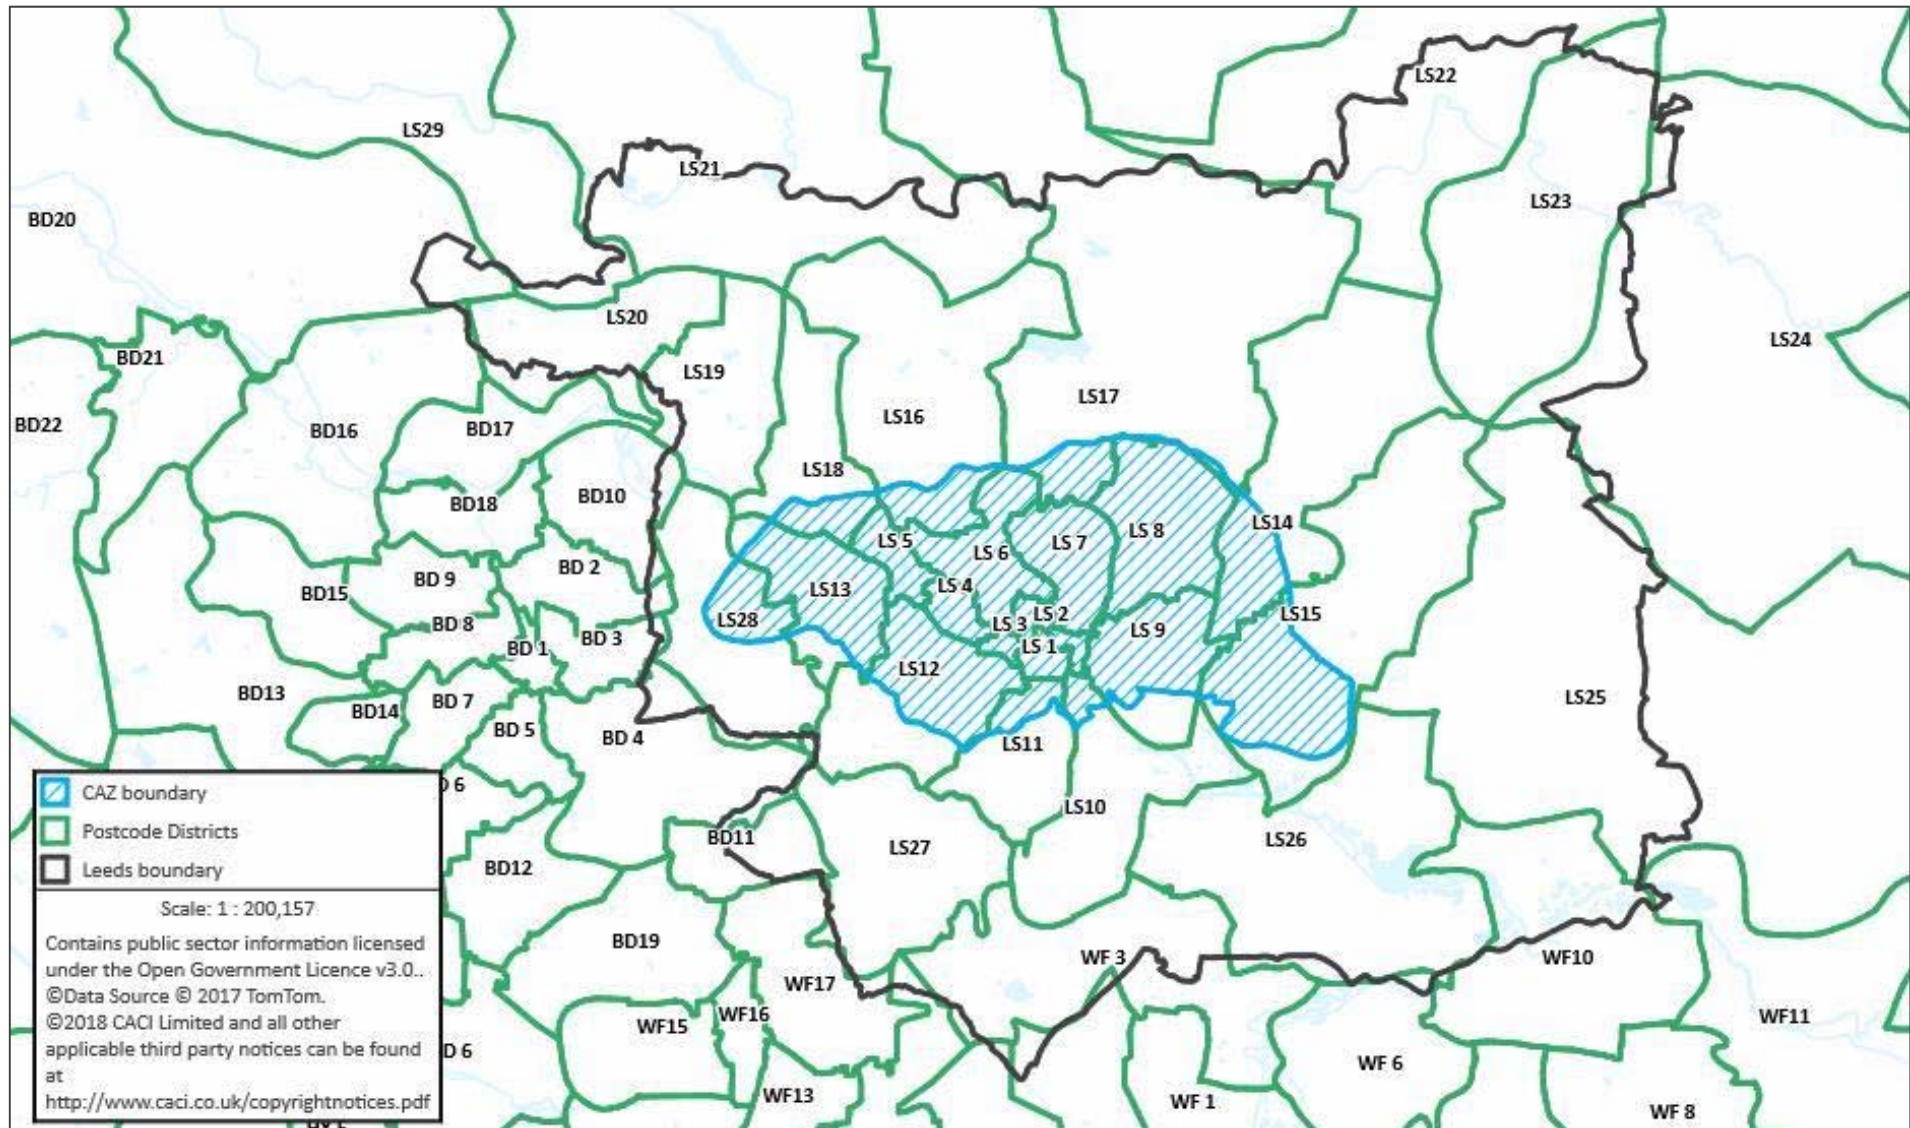 LS22
LS29
LS21
LS23
BD20
LS20
LS24
BD21
LS19
LS17
LS16
BD22
BD16
BD17
LS18
BD18
BD10
LS14
LS 8
LS 5
LS 7
LS 6
BD 2
BD 9
LS 4
LS13
BD15
LS15
LS 2
LS28
BD 8
LS 3
LS 9
BD 3
BD 1
LS 1
LS12
BD13
LS25
BD 7
BD14
BD 5
BD 4
LS11
D 6
LS10
BD11
LS26
LS27
BD12
BD19
WF 3
WF10
WF17
WF16
WF11
WF15
D 6
WF 6
WF13
WF 1
WF 8
CAZ boundary
Postcode Districts
Leeds boundary
Scale: 1 : 200,157
Contains public sector information licensed
under the Open Government Licence v3.0..
©Data Source © 2017 TomTom.
©2018 CACI Limited and all other
applicable third party notices can be found
at
http://www.caci.co.uk/copyrightnotices.pdf